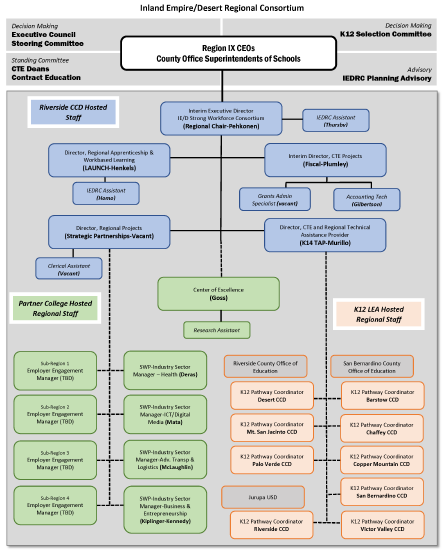 Inland Empire/Desert Regional Consortium
Decision Making
Executive Council
Steering Committee
Decision Making
K12 Selection Committee
Region IX CEOs
County Office Superintendents of Schools
Standing Committee
CTE Deans
Contract Education
Advisory
IEDRC Planning Advisory
Riverside CCD Hosted
Staff
Interim Executive Director
IE/D Strong Workforce Consortium
(Regional Chair-Pehkonen)
IEDRC Assistant
(Thursby)
Director, Regional Apprenticeship &
Workbased Learning
(LAUNCH-Henkels)
Interim Director, CTE Projects
(Fiscal-Plumley)
IEDRC Assistant
(Homo)
Grants Admin
Specialist (vacant)
Accounting Tech
(Gilbertson)
Director, Regional Projects
(Strategic Partnerships-Vacant)
Director, CTE and Regional Technical
Assistance Provider
(K14 TAP-Murillo)
Clerical Assistant
(Vacant)
Center of Excellence
(Goss)
Research Assistant
Partner College Hosted
Regional Staff
K12 LEA Hosted
Regional Staff
Sub-Region 1
Employer Engagement
Manager (TBD)
SWP-Industry Sector
Manager – Health (Deras)
Sub-Region 2
Employer Engagement
Manager (TBD)
SWP-Industry Sector
Manager-ICT/Digital
Media (Mata)
Sub-Region 3
Employer Engagement
Manager (TBD)
SWP-Industry Sector
Manager-Adv. Transp &
Logistics (McLaughlin)
Sub-Region 4
Employer Engagement
Manager (TBD)
SWP-Industry Sector
Manager-Business &
Entrepreneurship
(Kiplinger-Kennedy)
Riverside County Office of
Education
San Bernardino County
Office of Education
K12 Pathway Coordinator
Desert CCD
K12 Pathway Coordinator
Barstow CCD
K12 Pathway Coordinator
Mt. San Jacinto CCD
K12 Pathway Coordinator
Chaffey CCD
K12 Pathway Coordinator
Palo Verde CCD
K12 Pathway Coordinator
Copper Mountain CCD
Jurupa USD
K12 Pathway Coordinator
San Bernardino CCD
K12 Pathway Coordinator
Riverside CCD
K12 Pathway Coordinator
Victor Valley CCD